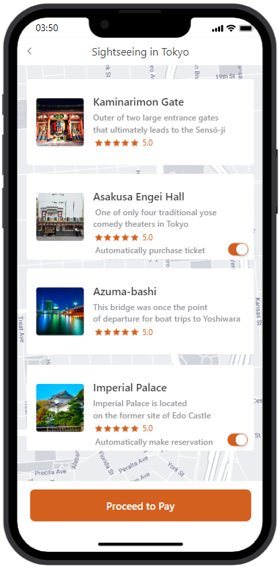 03:50
Sightseeing in Tokyo
Kaminarimon Gate
Outer of two large entrance gates
that ultimately leads to the Sensō-ji
5.0
Asakusa Engei Hall
One of only four traditional yose
comedy theaters in Tokyo
5.0
Automatically purchase ticket
Azuma-bashi
This bridge was once the point
of departure for boat trips to Yoshiwara
5.0
Treat Ave
Kansas St
Imperial Palace
Imperial Palace is located
on the former site of Edo Castle
5.0
Automatically make reservation
Precita Ave
Peralta Ave
York St
Proceed to Pay